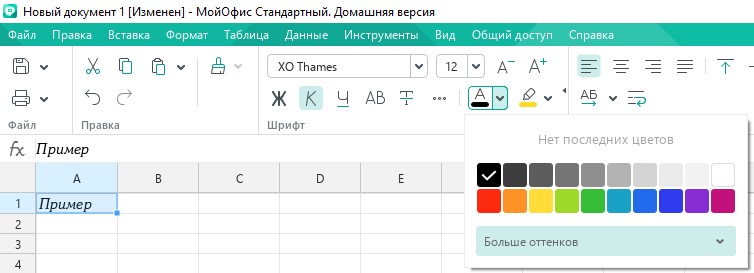 Новый документ 1 [Изменен] - МойОфис Стандартный. Домашняя версия
Файл Правка Вставка Формат Таблица Данные Инструменты Вид Общий доступ Справка
XO Thames 12 A− A+
Ж К Ч АВ Т ... А АБ
Файл Правка Шрифт
Нет последних цветов
fx Пример
A B C D E
1 Пример
2
3
4
Больше оттенков